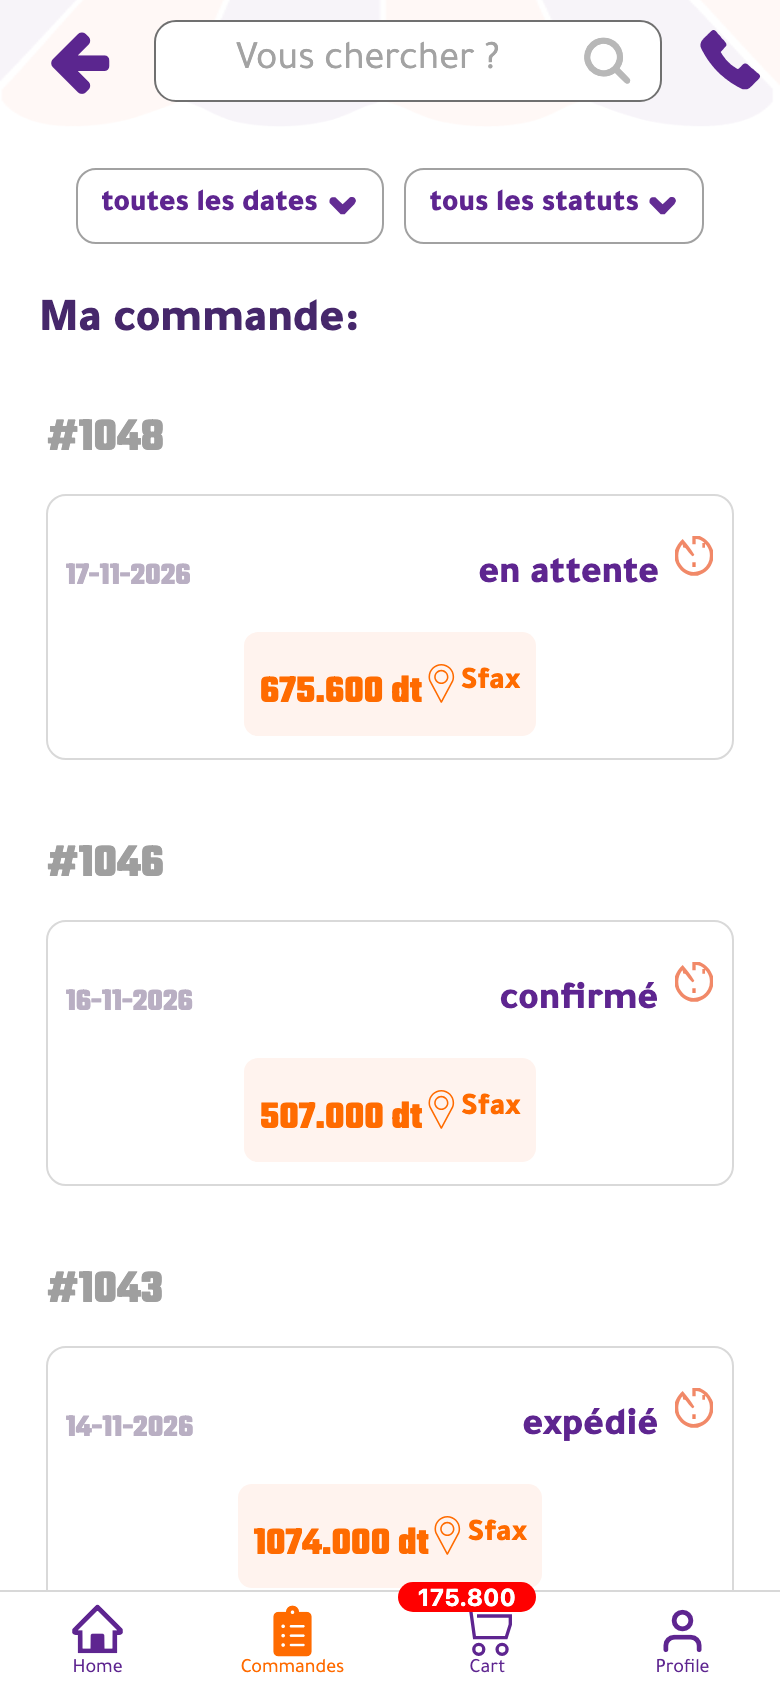 Vous chercher ?
toutes les dates
tous les statuts
Ma commande:
#1048
17-11-2026
en attente
675.600 dt
Sfax
#1046
16-11-2026
confirmé
507.000 dt
Sfax
#1043
14-11-2026
expédié
1074.000 dt
Sfax
175.800
Home
Commandes
Cart
Profile